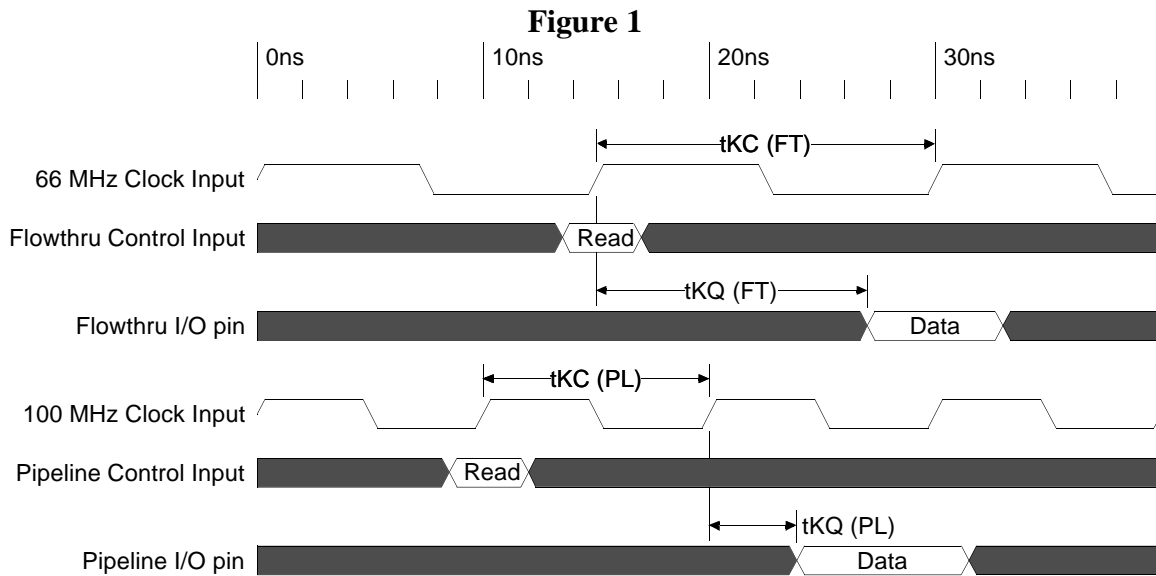 Figure 1
0ns 10ns 20ns 30ns
tKC (FT)
66 MHz Clock Input
Flowthru Control Input Read
tKQ (FT)
Flowthru I/O pin Data
tKC (PL)
100 MHz Clock Input
Pipeline Control Input Read
tKQ (PL)
Pipeline I/O pin Data